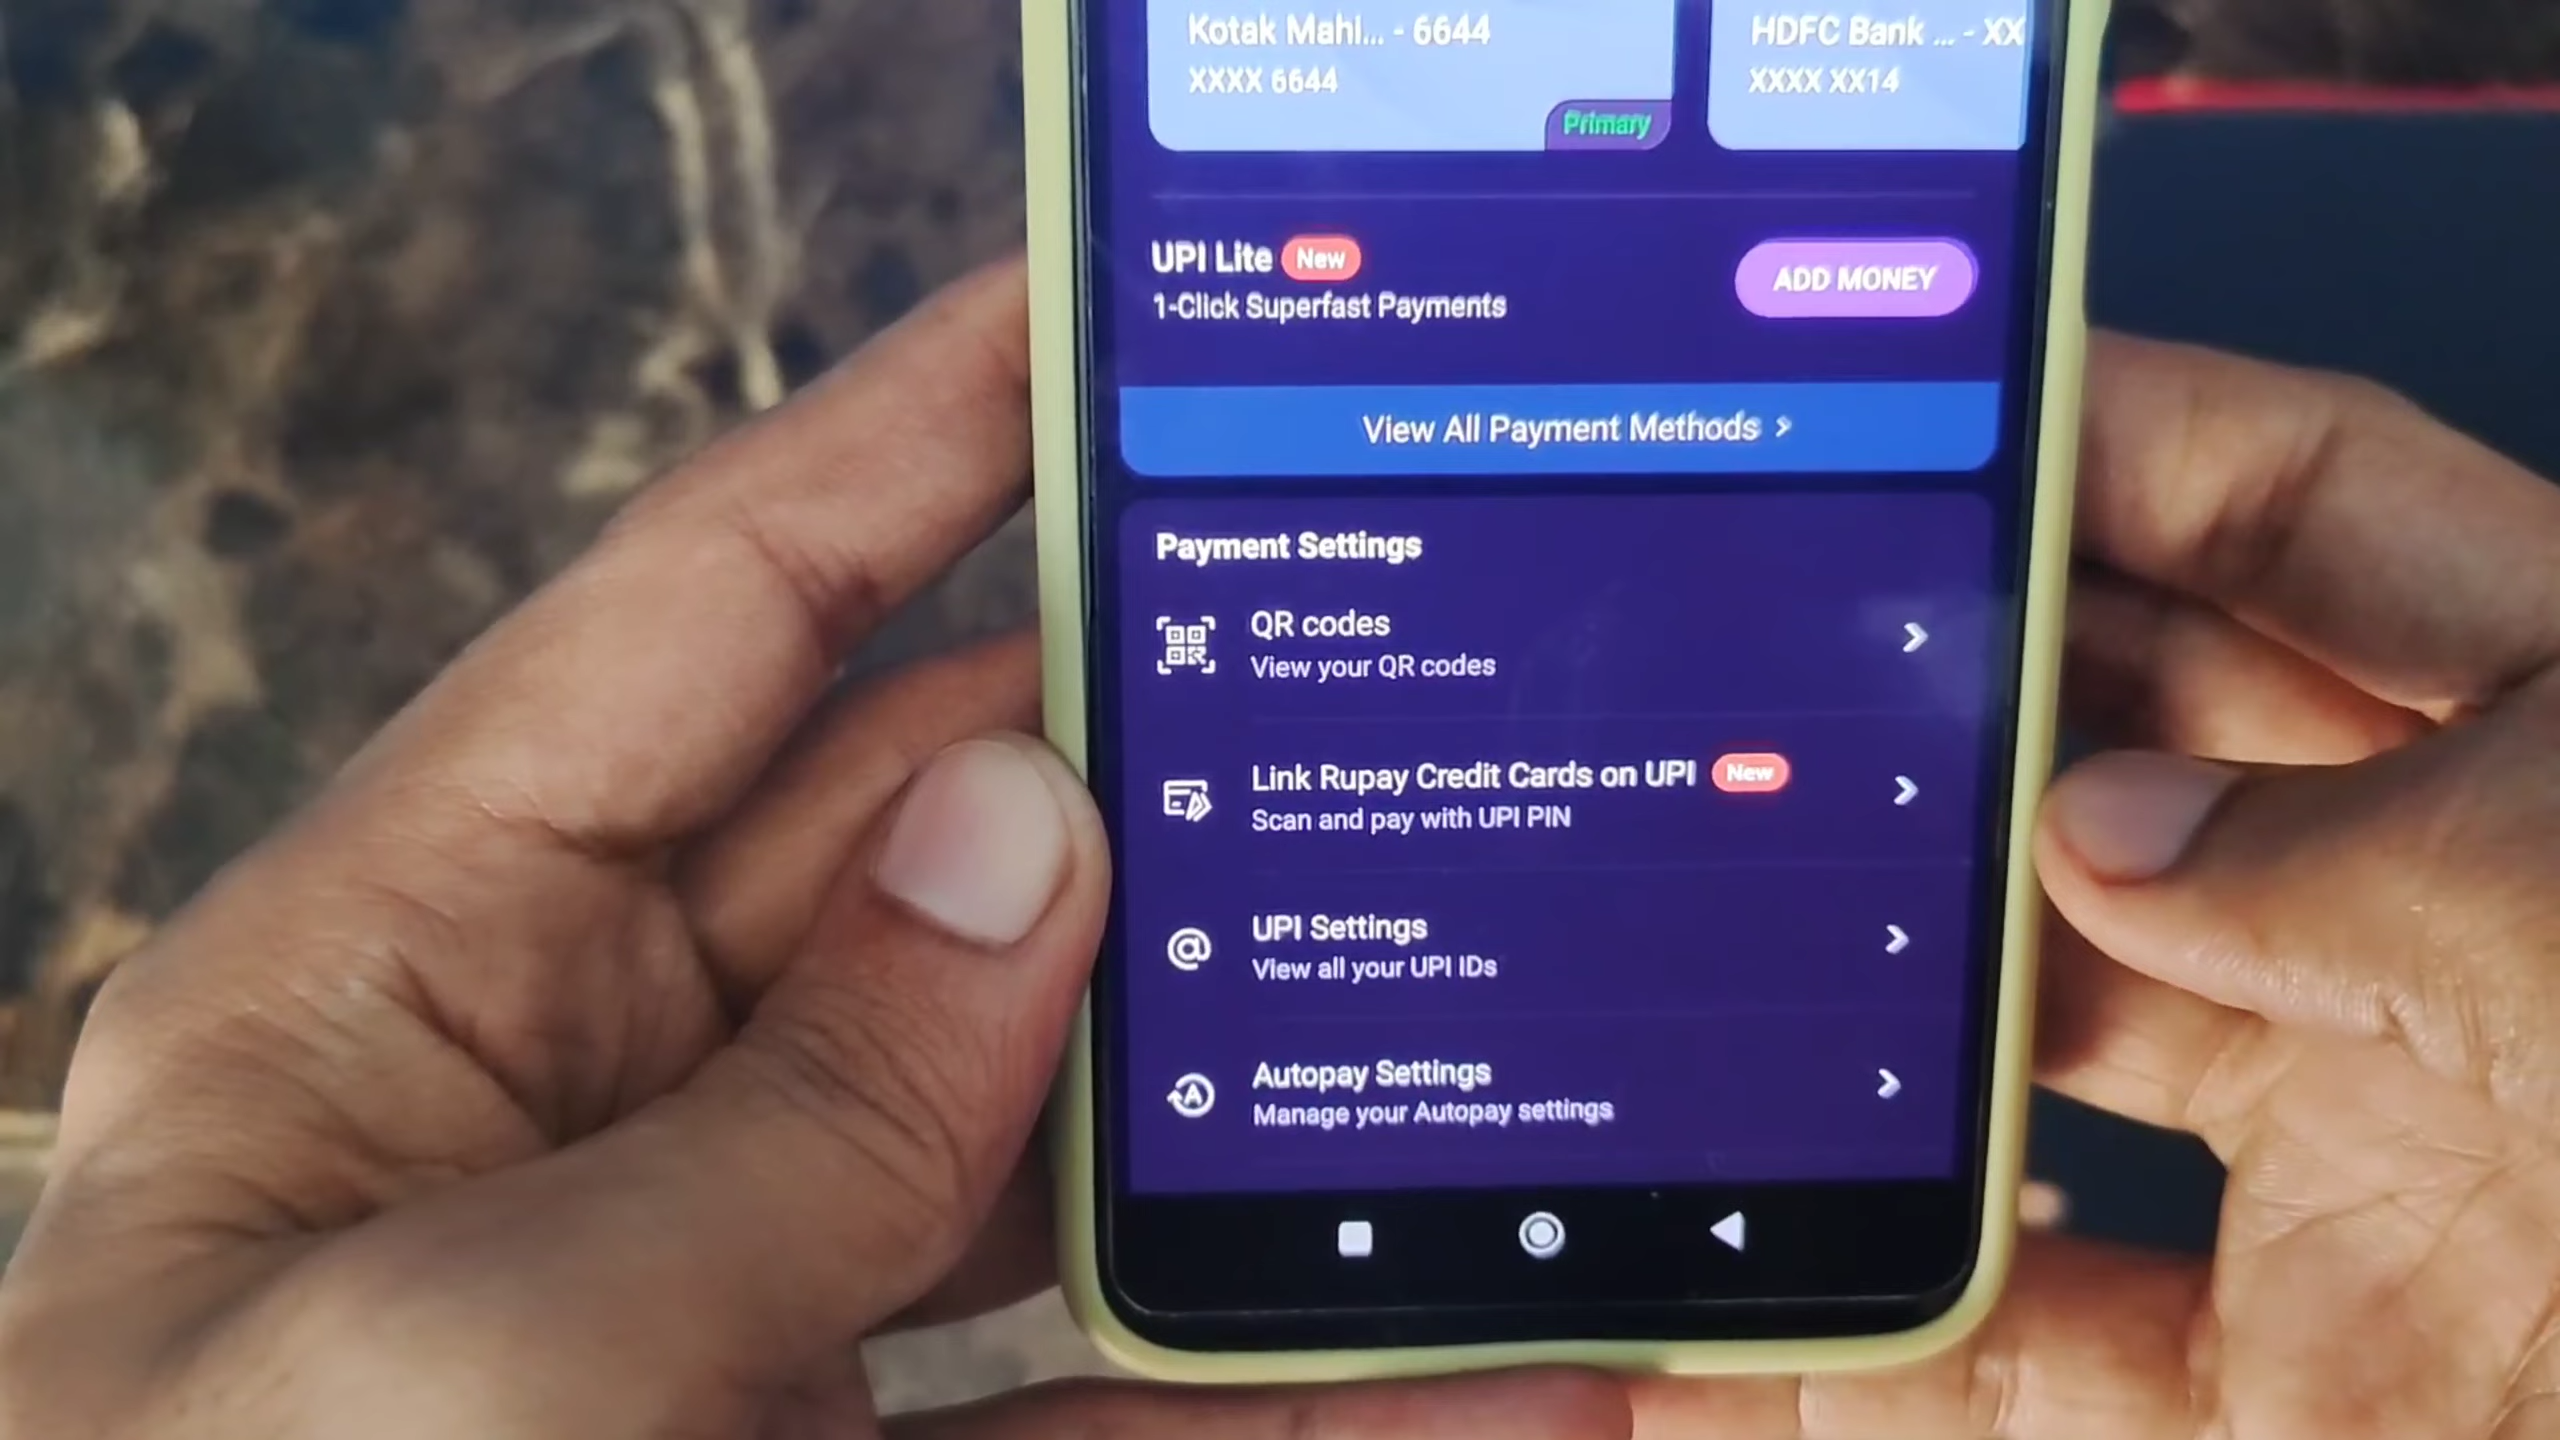 Kotak Mahi... - 6644
XXXX 6644
Primary
HDFC Bank ... - XX
XXXX XX14
UPI Lite New
1-Click Superfast Payments
ADD MONEY
View All Payment Methods >
Payment Settings
QR codes
View your QR codes
Link Rupay Credit Cards on UPI New
Scan and pay with UPI PIN
UPI Settings
View all your UPI IDs
Autopay Settings
Manage your Autopay settings